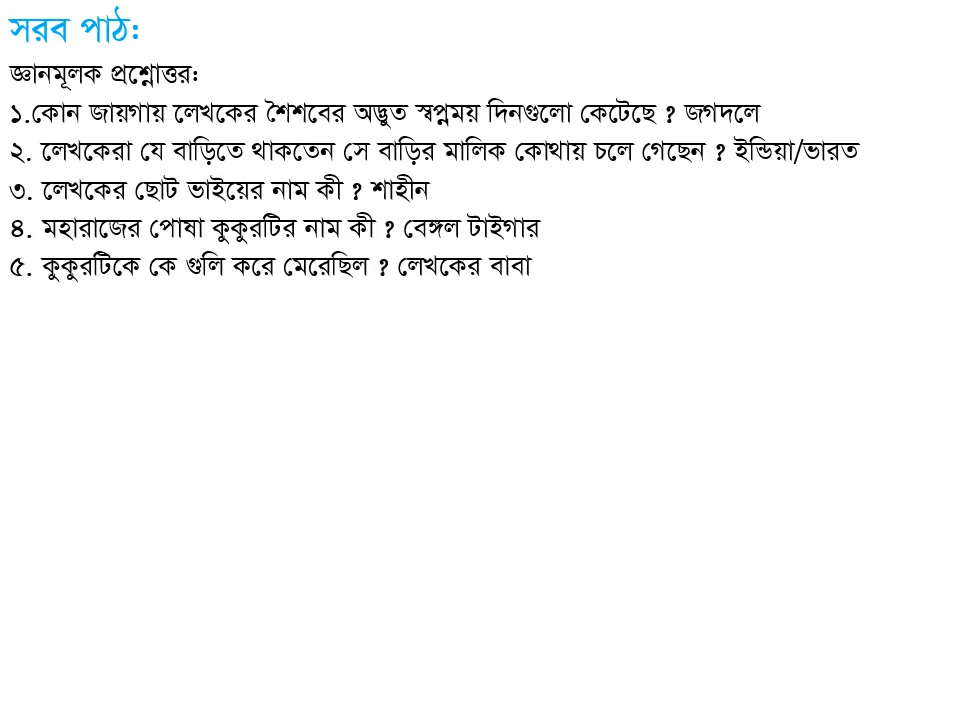 সরব পাঠ:
জ্ঞানমূলক প্রশ্নোত্তর:
১.কোন জায়গায় লেখকের শৈশবের অদ্ভুত স্বপ্নময় দিনগুলো কেটেছে ? জগদলে
২. লেখকেরা যে বাড়িতে থাকতেন সে বাড়ির মালিক কোথায় চলে গেছেন ? ইন্ডিয়া/ভারত
৩. লেখকের ছোট ভাইয়ের নাম কী ? শাহীন
৪. মহারাজের পোষা কুকুরটির নাম কী ? বেঙ্গল টাইগার
৫. কুকুরটিকে কে গুলি করে মেরেছিল ? লেখকের বাবা